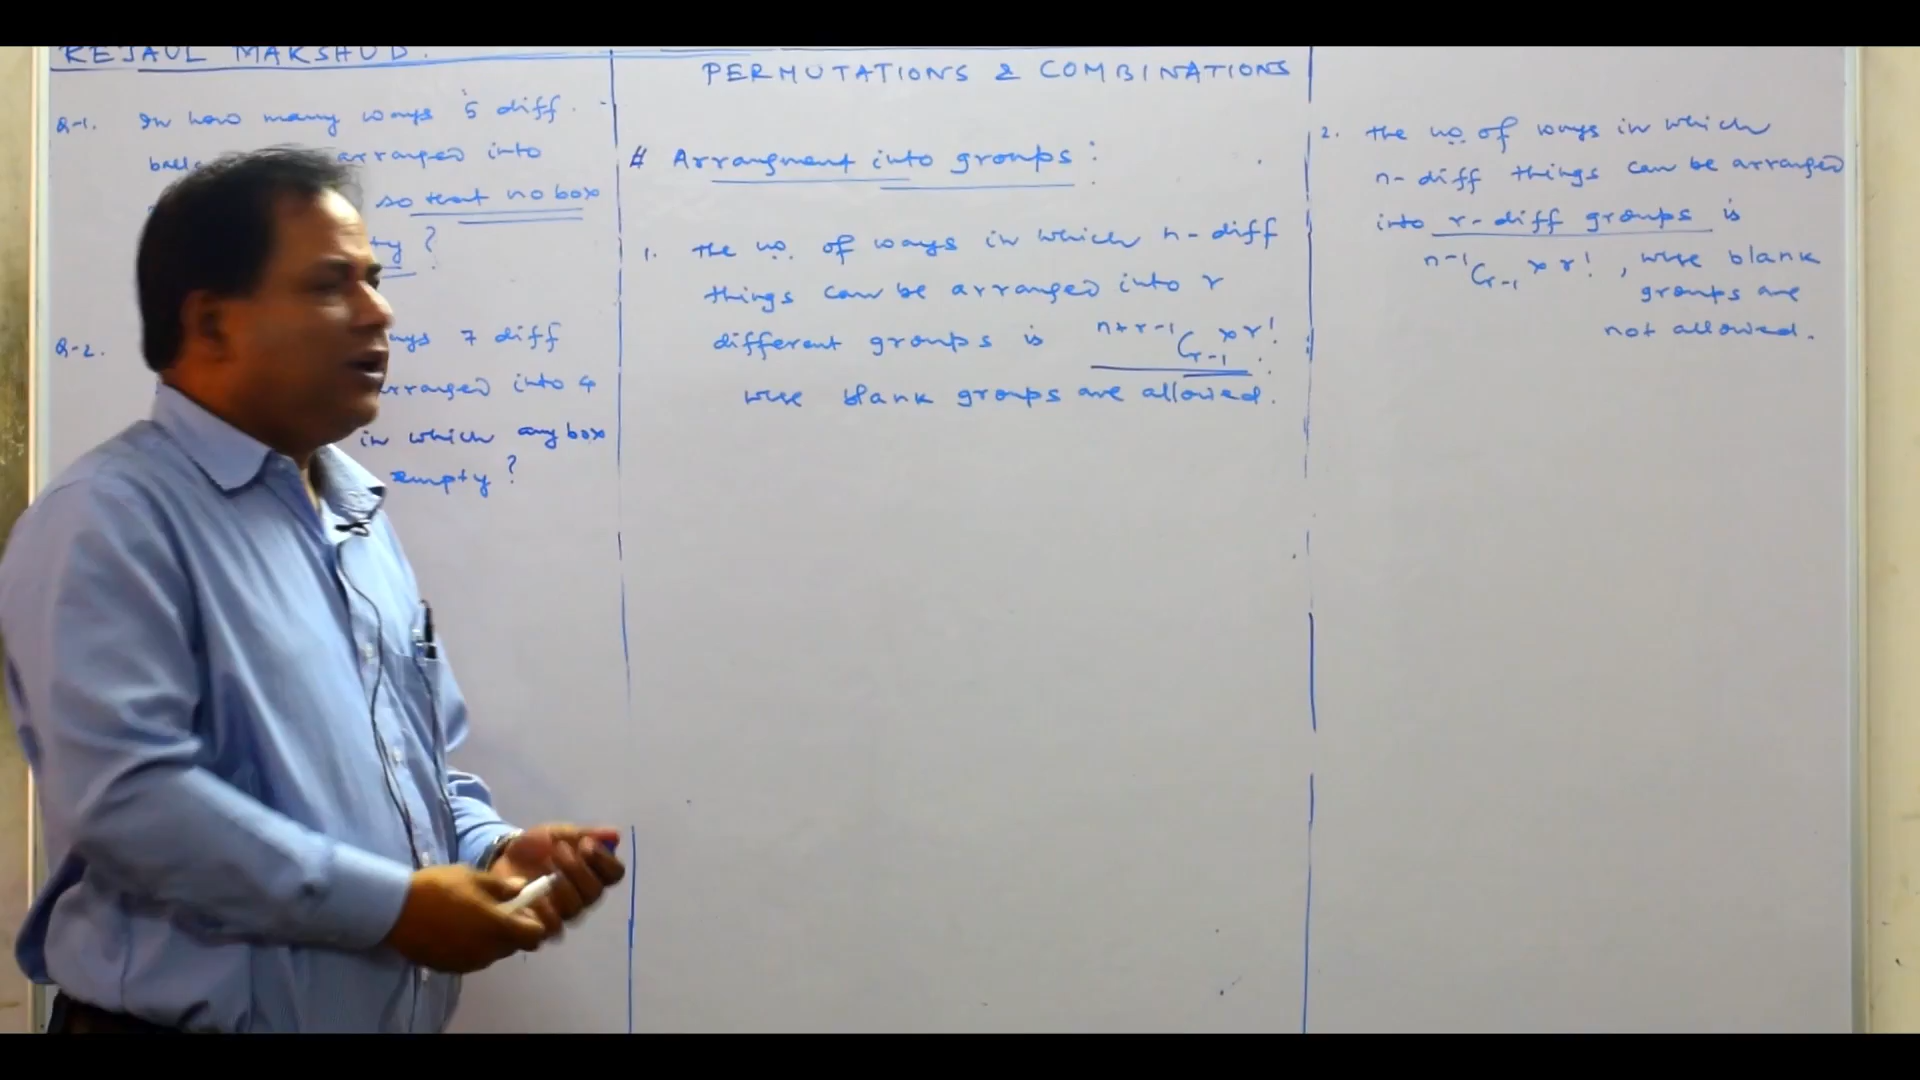 REJAUL MAKSHUD.
Q-1. In how many ways 5 diff.
arranged into
so that no box
?
Q-2. 7 diff
arranged into 4
in which any box
empty?
PERMUTATIONS & COMBINATIONS
# Arrangment into groups:
1. The no. of ways in which n-diff
things can be arranged into r
different groups is n+r-1Cr-1 × r!
blank groups are allowed.
2. The no. of ways in which
n-diff things can be arranged
into r-diff groups is
n-1Cr-1 × r! , blank
groups are
not allowed.